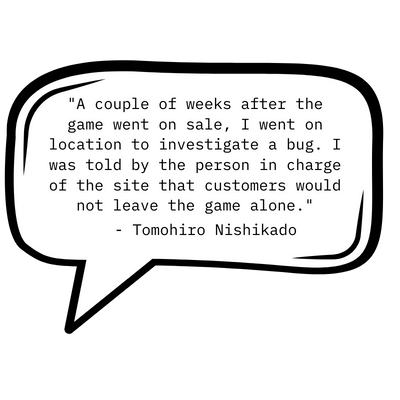 "A couple of weeks after the
game went on sale, I went on
location to investigate a bug. I
was told by the person in charge
of the site that customers would
not leave the game alone."
- Tomohiro Nishikado